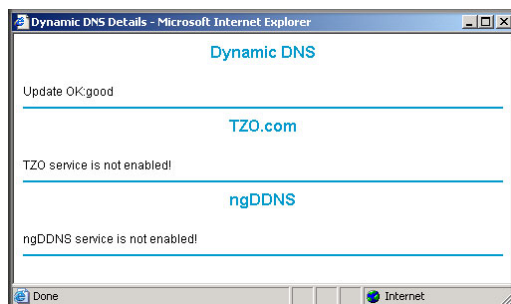 Dynamic DNS Details - Microsoft Internet Explorer
Dynamic DNS
Update OK:good
TZO.com
TZO service is not enabled!
ngDDNS
ngDDNS service is not enabled!
Done
Internet